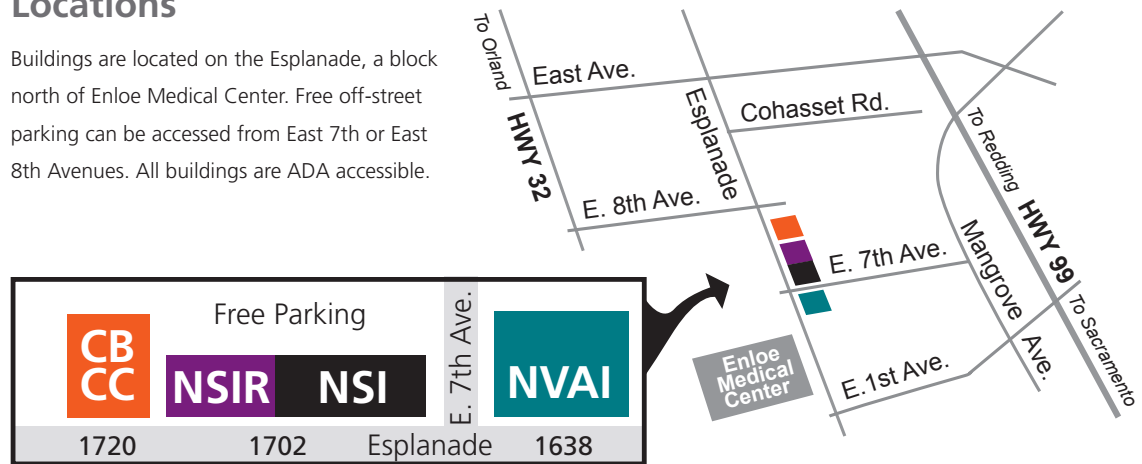 Locations
Buildings are located on the Esplanade, a block
north of Enloe Medical Center. Free off-street
parking can be accessed from East 7th or East
8th Avenues. All buildings are ADA accessible.
To Orland
HWY 32
East Ave.
Esplanade
Cohasset Rd.
To Redding
HWY 99
To Sacramento
E. 8th Ave.
E. 7th Ave.
Mangrove
Ave.
E.1st Ave.
Enloe
Medical
Center
CB
CC
Free Parking
NSIR
NSI
E. 7th Ave.
NVAI
1720
1702
Esplanade
1638